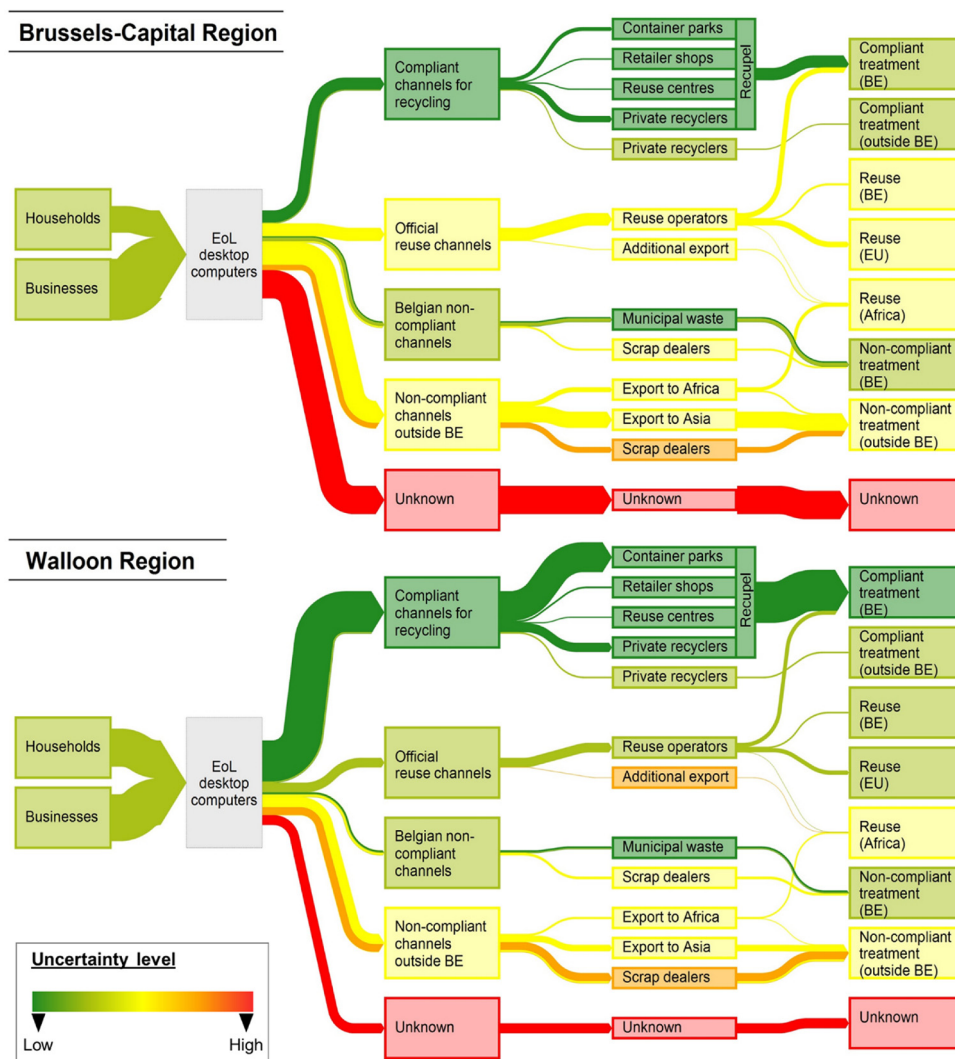 Brussels-Capital Region
Households
Businesses
EoL
desktop
computers
Compliant
channels for
recycling
Official
reuse channels
Belgian non-
compliant
channels
Non-compliant
channels
outside BE
Unknown
Container parks
Retailer shops
Reuse centres
Private recyclers
Recupel
Private recyclers
Reuse operators
Additional export
Municipal waste
Scrap dealers
Export to Africa
Export to Asia
Scrap dealers
Unknown
Compliant
treatment
(BE)
Compliant
treatment
(outside BE)
Reuse
(BE)
Reuse
(EU)
Reuse
(Africa)
Non-compliant
treatment
(BE)
Non-compliant
treatment
(outside BE)
Unknown
Walloon Region
Households
Businesses
EoL
desktop
computers
Compliant
channels for
recycling
Official
reuse channels
Belgian non-
compliant
channels
Non-compliant
channels
outside BE
Unknown
Container parks
Retailer shops
Reuse centres
Private recyclers
Recupel
Private recyclers
Reuse operators
Additional export
Municipal waste
Scrap dealers
Export to Africa
Export to Asia
Scrap dealers
Unknown
Compliant
treatment
(BE)
Compliant
treatment
(outside BE)
Reuse
(BE)
Reuse
(EU)
Reuse
(Africa)
Non-compliant
treatment
(BE)
Non-compliant
treatment
(outside BE)
Unknown
Uncertainty level
Low
High